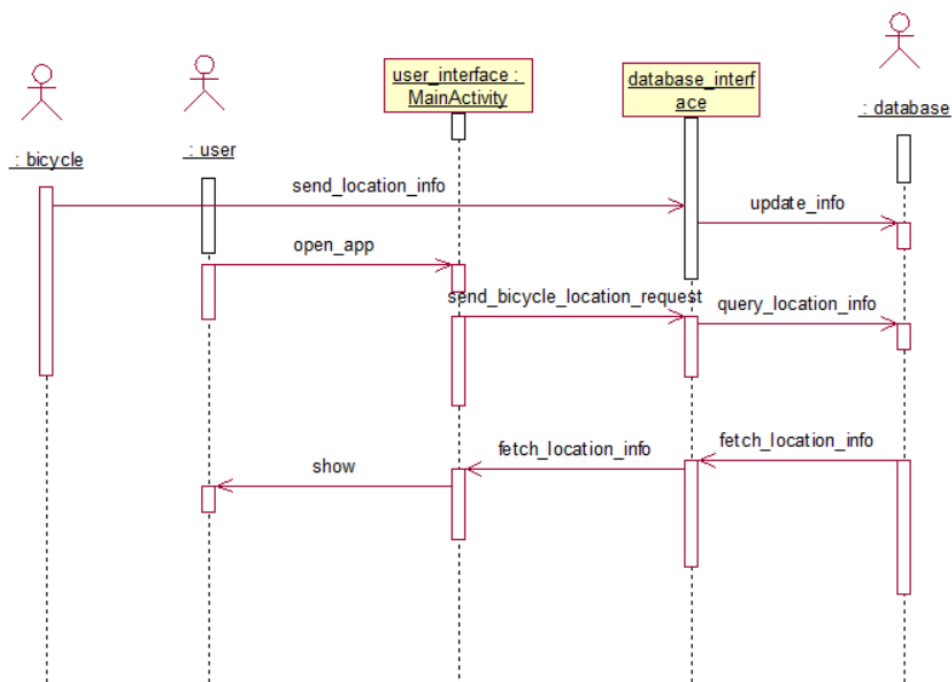 user_interface :
MainActivity
database_interf
ace
: database
: user
: bicycle
send_location_info
update_info
open_app
send_bicycle_location_request
query_location_info
fetch_location_info
fetch_location_info
show